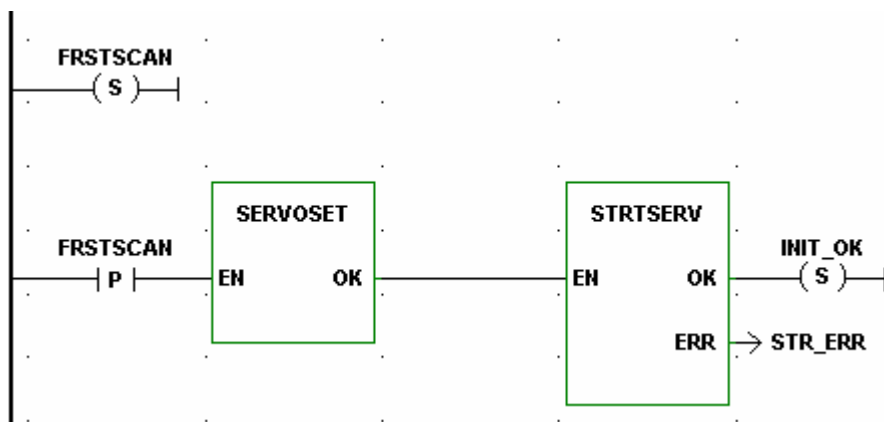 FRSTSCAN
S
SERVOSET
STRTSERV
FRSTSCAN
INIT_OK
P
EN OK
EN OK
S
ERR
STR_ERR